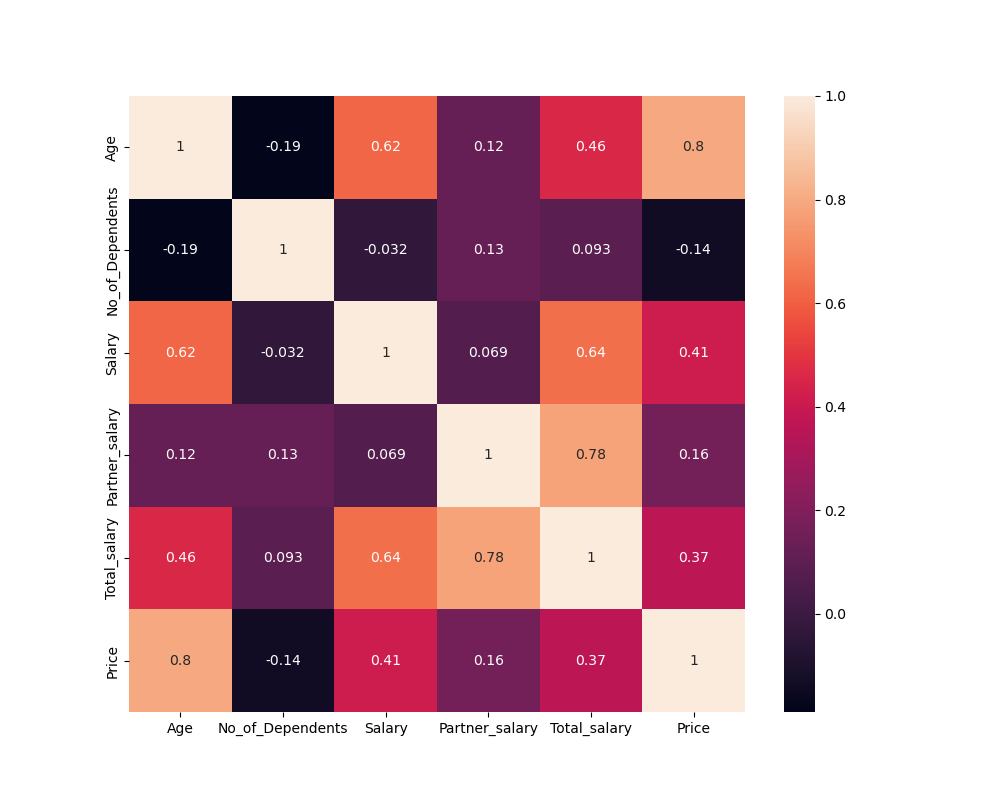 1.0
Age
1 -0.19 0.62 0.12 0.46 0.8
0.8
No_of_Dependents
-0.19 1 -0.032 0.13 0.093 -0.14
0.6
Salary
0.62 -0.032 1 0.069 0.64 0.41
0.4
Partner_salary
0.12 0.13 0.069 1 0.78 0.16
0.2
Total_salary
0.46 0.093 0.64 0.78 1 0.37
0.0
Price
0.8 -0.14 0.41 0.16 0.37 1
Age No_of_Dependents Salary Partner_salary Total_salary Price